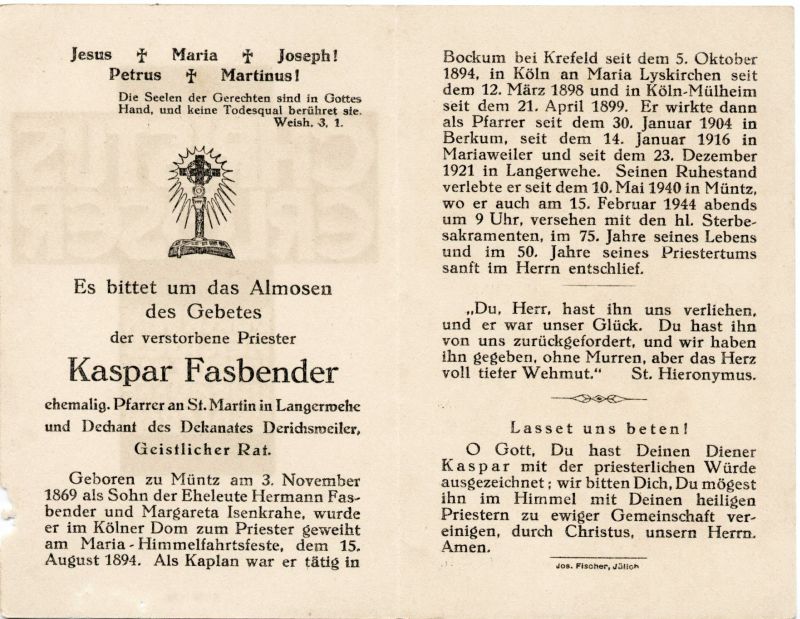 Jesus ✝ Maria ✝ Joseph!
Petrus ✝ Martinus!
Die Seelen der Gerechten sind in Gottes
Hand, und keine Todesqual berühret sie.
Weish. 3, 1.
Es bittet um das Almosen
des Gebetes
der verstorbene Priester
Kaspar Fasbender
ehemalig. Pfarrer an St. Martin in Langerwehe
und Dechant des Dekanates Derichsweiler,
Geistlicher Rat.
Geboren zu Müntz am 3. November
1869 als Sohn der Eheleute Hermann Fas-
bender und Margareta Isenkrahe, wurde
er im Kölner Dom zum Priester geweiht
am Maria-Himmelfahrtsfeste, dem 15.
August 1894. Als Kaplan war er tätig in
Bockum bei Krefeld seit dem 5. Oktober
1894, in Köln an Maria Lyskirchen seit
dem 12. März 1898 und in Köln-Mülheim
seit dem 21. April 1899. Er wirkte dann
als Pfarrer seit dem 30. Januar 1904 in
Berkum, seit dem 14. Januar 1916 in
Mariaweiler und seit dem 23. Dezember
1921 in Langerwehe. Seinen Ruhestand
verlebte er seit dem 10. Mai 1940 in Müntz,
wo er auch am 15. Februar 1944 abends
um 9 Uhr, versehen mit den hl. Sterbe-
sakramenten, im 75. Jahre seines Lebens
und im 50. Jahre seines Priestertums
sanft im Herrn entschlief.
„Du, Herr, hast ihn uns verliehen,
und er war unser Glück. Du hast ihn
von uns zurückgefordert, und wir haben
ihn gegeben, ohne Murren, aber das Herz
voll tiefer Wehmut.“ St. Hieronymus.
Lasset uns beten!
O Gott, Du hast Deinen Diener
Kaspar mit der priesterlichen Würde
ausgezeichnet; wir bitten Dich, Du mögest
ihn im Himmel mit Deinen heiligen
Priestern zu ewiger Gemeinschaft ver-
einigen, durch Christus, unsern Herrn.
Amen.
Jos. Fischer, Jülich